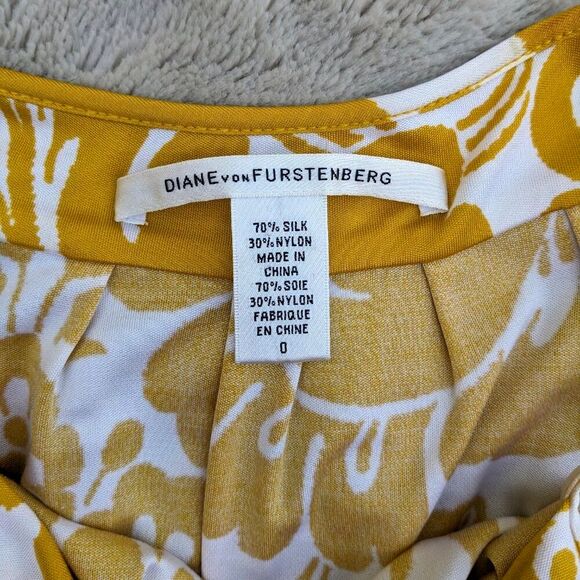 DIANE VON FURSTENBERG
70% SILK
30% NYLON
MADE IN
CHINA
70% SOIE
30% NYLON
FABRIQUE
EN CHINE
0